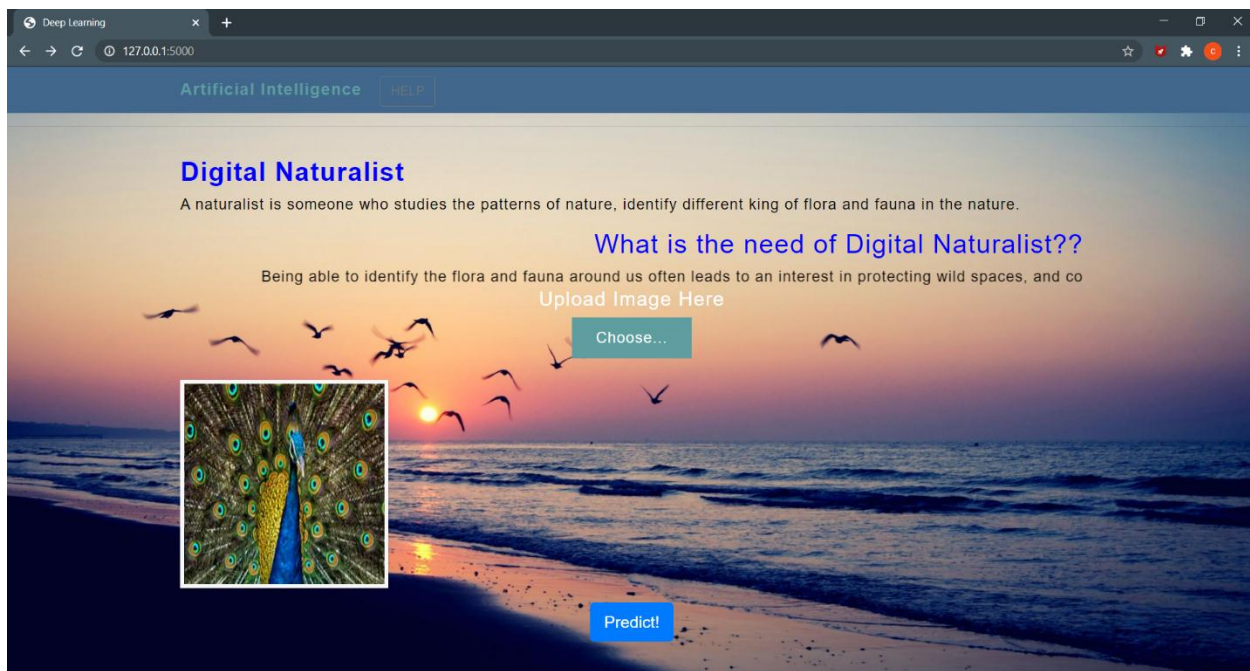 Deep Learning
127.0.0.1:5000
Artificial Intelligence HELP
Digital Naturalist
A naturalist is someone who studies the patterns of nature, identify different king of flora and fauna in the nature.
What is the need of Digital Naturalist??
Being able to identify the flora and fauna around us often leads to an interest in protecting wild spaces, and co
Upload Image Here
Choose...
Predict!